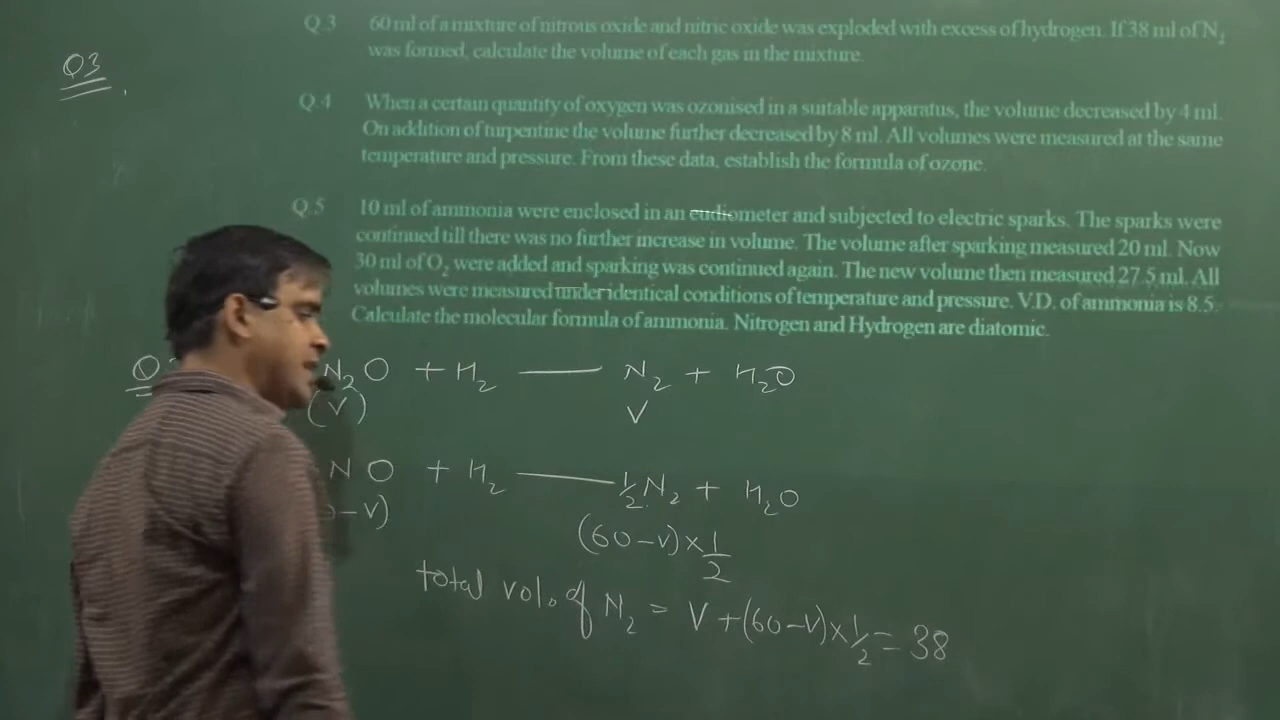 Q3
Q.3 60 ml of a mixture of nitrous oxide and nitric oxide was exploded with excess of hydrogen. If 38 ml of N₂
was formed, calculate the volume of each gas in the mixture.
Q.4 When a certain quantity of oxygen was ozonised in a suitable apparatus, the volume decreased by 4 ml.
On addition of turpentine the volume further decreased by 8 ml. All volumes were measured at the same
temperature and pressure. From these data, establish the formula of ozone.
Q.5 10 ml of ammonia were enclosed in an eudiometer and subjected to electric sparks. The sparks were
continued till there was no further increase in volume. The volume after sparking measured 20 ml. Now
30 ml of O₂ were added and sparking was continued again. The new volume then measured 27.5 ml. All
volumes were measured under identical conditions of temperature and pressure. V.D. of ammonia is 8.5.
Calculate the molecular formula of ammonia. Nitrogen and Hydrogen are diatomic.
Q N₂O + H₂ —— N₂ + H₂O
(V) V
NO + H₂ —— ½N₂ + H₂O
-V) (60-V)×1/2
total vol. of N₂ = V+(60-V)×1/2 = 38